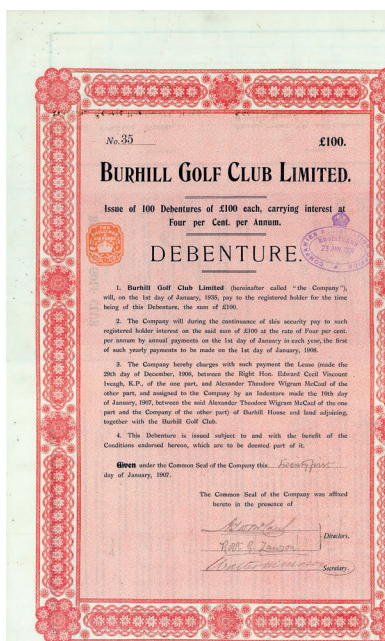 No. 35 £100.
BURHILL GOLF CLUB LIMITED.
Issue of 100 Debentures of £100 each, carrying interest at
Four per Cent. per Annum.
DEBENTURE.
1. Burhill Golf Club Limited (hereinafter called "the Company"),
will, on the 1st day of January, 1935, pay to the registered holder for the time
being of this Debenture, the sum of £100.
2. The Company will during the continuance of this security pay to such
registered holder interest on the said sum of £100 at the rate of Four per cent.
per annum by annual payments on the 1st day of January in each year, the first
of such yearly payments to be made on the 1st day of January, 1908.
3. The Company hereby charges with such payment the Lease (made the
29th day of December, 1906, between the Right Hon. Edward Cecil Viscount
Iveagh, K.P., of the one part, and Alexander Theodore Wigram McCaul of the
other part, and assigned to the Company by an Indenture made the 19th day
of January, 1907, between the said Alexander Theodore Wigram McCaul of the one
part and the Company of the other part) of Burhill House and land adjoining,
together with the Burhill Golf Club.
4. This Debenture is issued subject to and with the benefit of the
Conditions endorsed hereon, which are to be deemed part of it.
Given under the Common Seal of the Company this twenty first
day of January, 1907.
The Common Seal of the Company was affixed
hereto in the presence of
Directors.
Secretary.